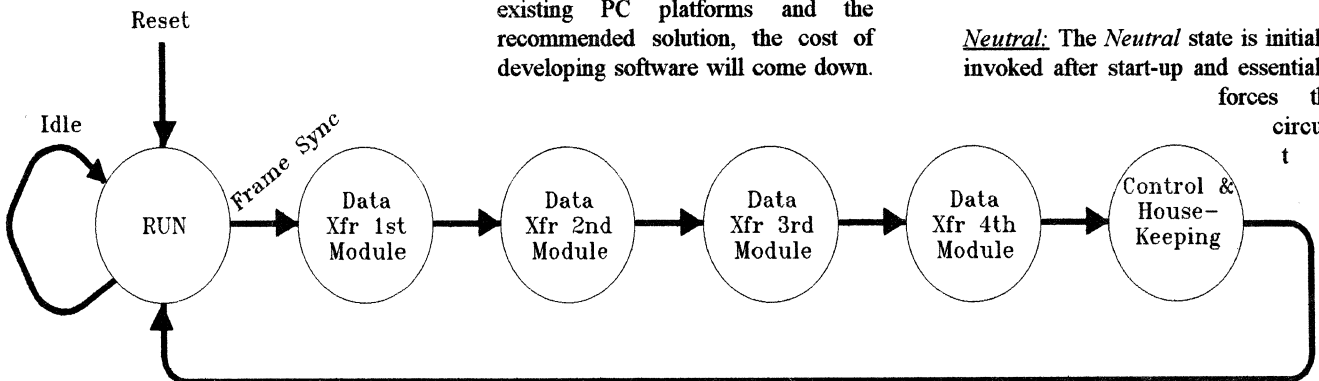 existing PC platforms and the
recommended solution, the cost of
developing software will come down.
Neutral: The Neutral state is initial
invoked after start-up and essential
forces t
circu
t
Reset
Idle
Frame Sync
RUN
Data
Xfr 1st
Module
Data
Xfr 2nd
Module
Data
Xfr 3rd
Module
Data
Xfr 4th
Module
Control &
House-
Keeping